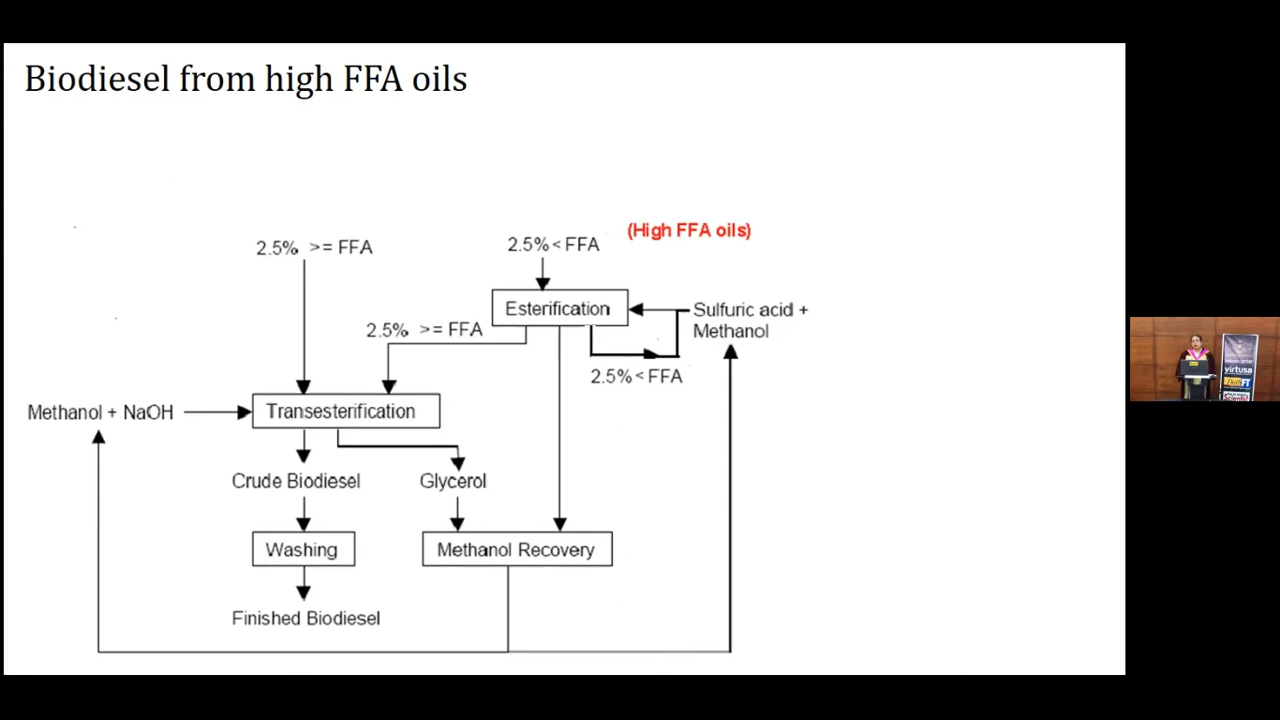 Biodiesel from high FFA oils
(High FFA oils)
2.5% >= FFA
2.5% < FFA
Esterification
Sulfuric acid +
Methanol
2.5% >= FFA
2.5% < FFA
Methanol + NaOH
Transesterification
Crude Biodiesel
Glycerol
Washing
Methanol Recovery
Finished Biodiesel
virtusa